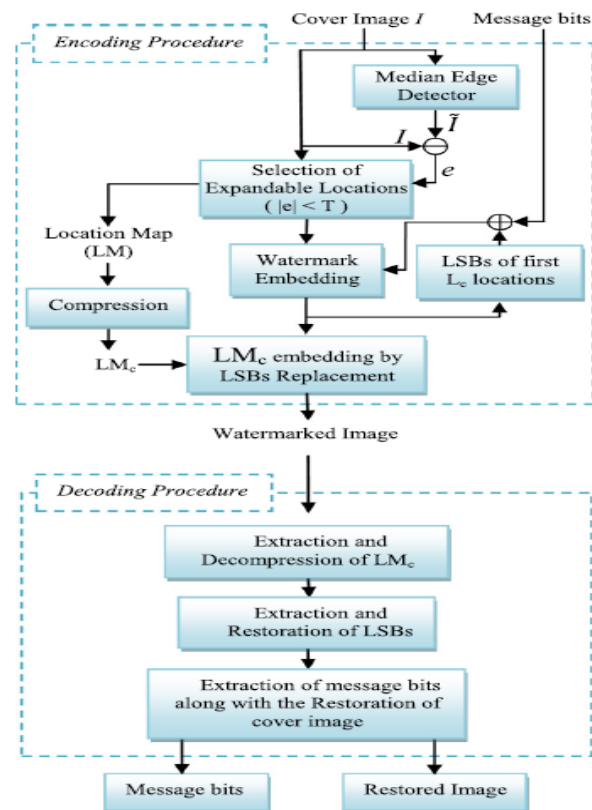 Cover Image I
Message bits
Encoding Procedure
Median Edge
Detector
I
Ĩ
e
Selection of
Expandable Locations
( |e| < T )
Location Map
(LM)
Watermark
Embedding
LSBs of first
Lc locations
Compression
LMc
LMc embedding by
LSBs Replacement
Watermarked Image
Decoding Procedure
Extraction and
Decompression of LMc
Extraction and
Restoration of LSBs
Extraction of message bits
along with the Restoration of
cover image
Message bits
Restored Image